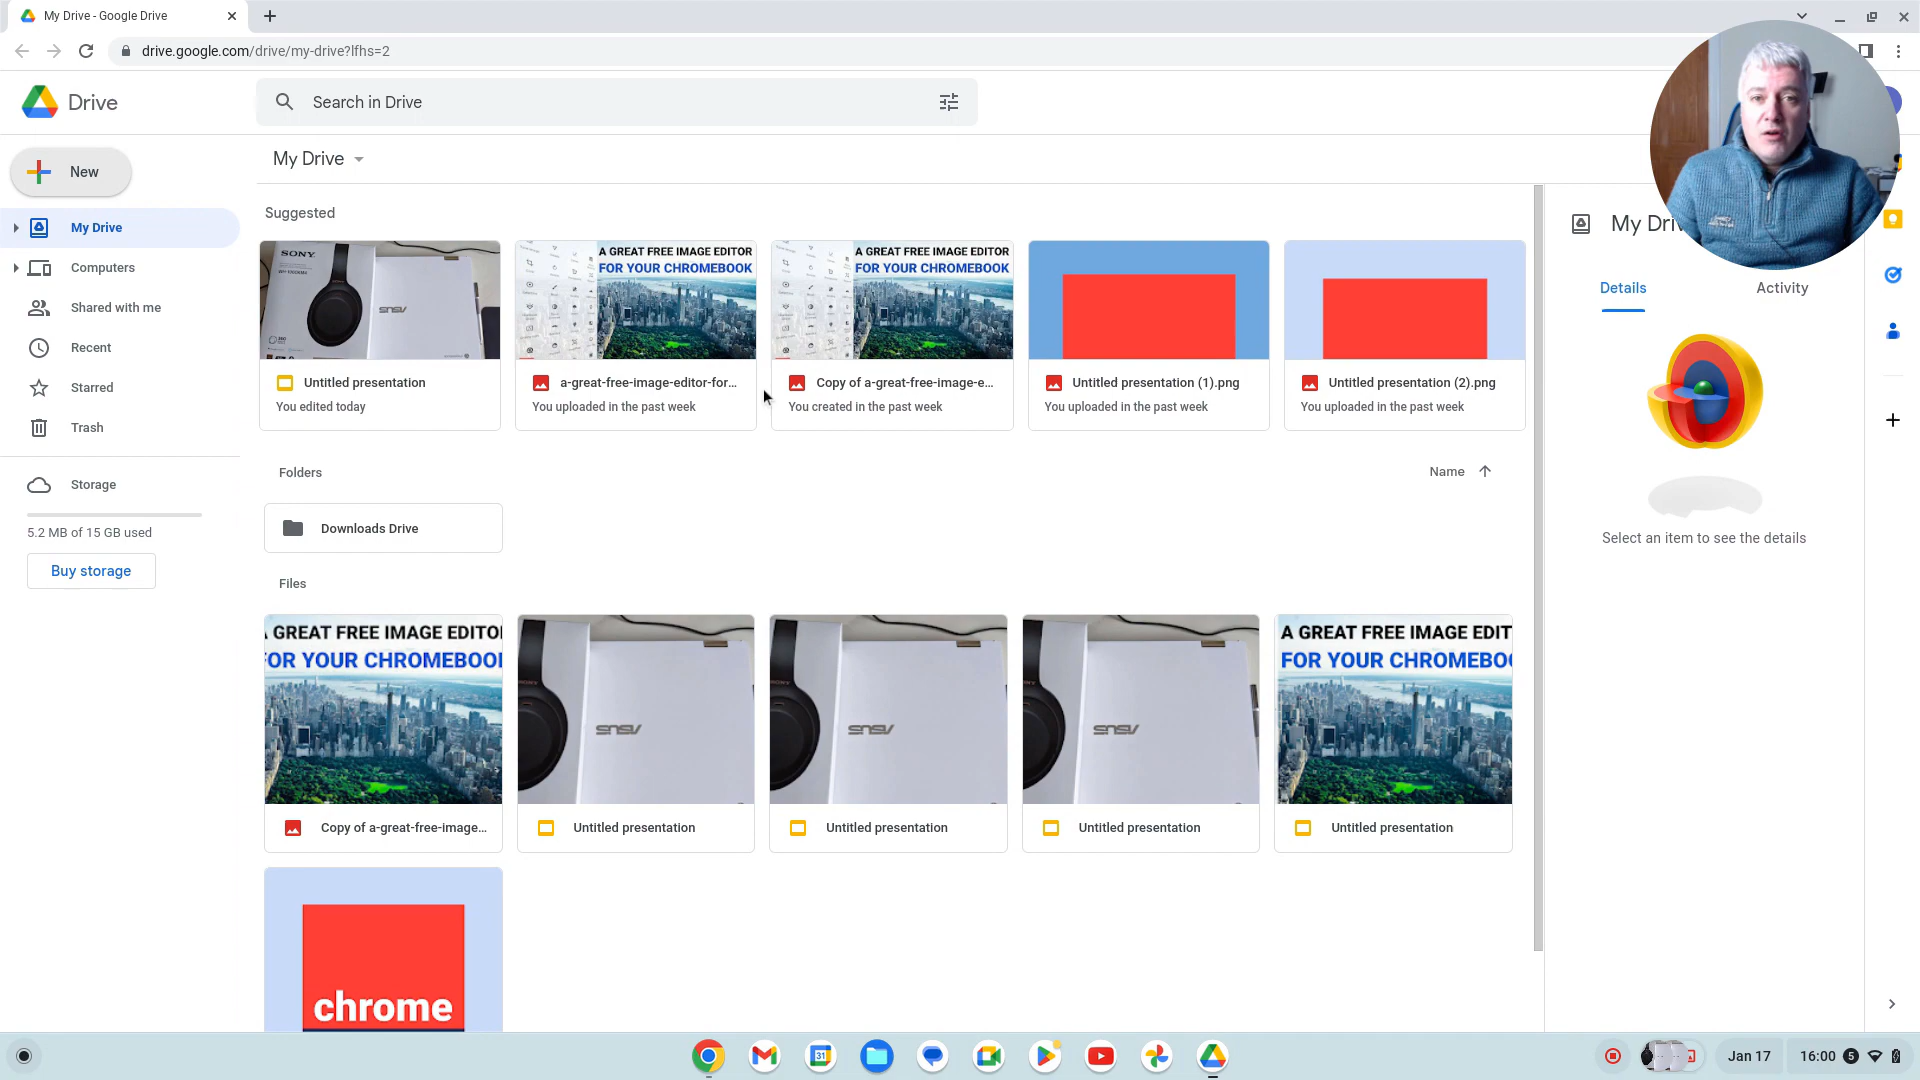 My Drive - Google Drive
drive.google.com/drive/my-drive?lfhs=2
Drive
Search in Drive
New
My Drive
My Drive
Computers
Shared with me
Recent
Starred
Trash
Storage
5.2 MB of 15 GB used
Buy storage
Suggested
SONY
ASUS
A GREAT FREE IMAGE EDITOR
FOR YOUR CHROMEBOOK
A GREAT FREE IMAGE EDITOR
FOR YOUR CHROMEBOOK
Untitled presentation
You edited today
a-great-free-image-editor-for...
You uploaded in the past week
Copy of a-great-free-image-e...
You created in the past week
Untitled presentation (1).png
You uploaded in the past week
Untitled presentation (2).png
You uploaded in the past week
Folders
Name
Downloads Drive
Files
A GREAT FREE IMAGE EDITO
FOR YOUR CHROMEBOO
ASUS
ASUS
ASUS
A GREAT FREE IMAGE EDIT
FOR YOUR CHROMEBO
Copy of a-great-free-image...
Untitled presentation
Untitled presentation
Untitled presentation
Untitled presentation
chrome
Details
Activity
Select an item to see the details
31
Jan 17
16:00
5